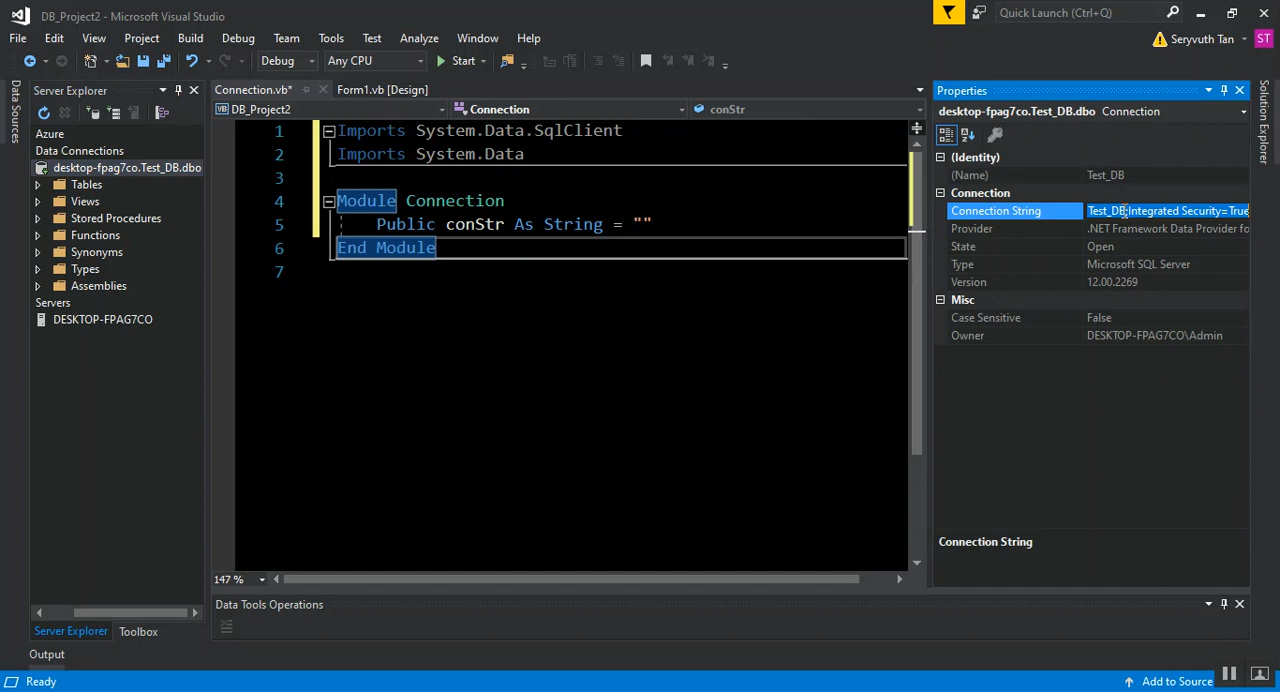 DB_Project2 - Microsoft Visual Studio
Quick Launch (Ctrl+Q)
File Edit View Project Build Debug Team Tools Test Analyze Window Help
Seryvuth Tan ST
Debug Any CPU Start
Data Sources
Server Explorer
Azure
Data Connections
desktop-fpag7co.Test_DB.dbo
Tables
Views
Stored Procedures
Functions
Synonyms
Types
Assemblies
Servers
DESKTOP-FPAG7CO
Server Explorer Toolbox
Connection.vb* Form1.vb [Design]
DB_Project2 Connection conStr
1 Imports System.Data.SqlClient
2 Imports System.Data
3
4 Module Connection
5 Public conStr As String = ""
6 End Module
7
147 %
Data Tools Operations
Properties
desktop-fpag7co.Test_DB.dbo Connection
(Identity)
(Name) Test_DB
Connection
Connection String Test_DB;Integrated Security=True
Provider .NET Framework Data Provider fo
State Open
Type Microsoft SQL Server
Version 12.00.2269
Misc
Case Sensitive False
Owner DESKTOP-FPAG7CO\Admin
Connection String
Solution Explorer
Output
Ready
Add to Source